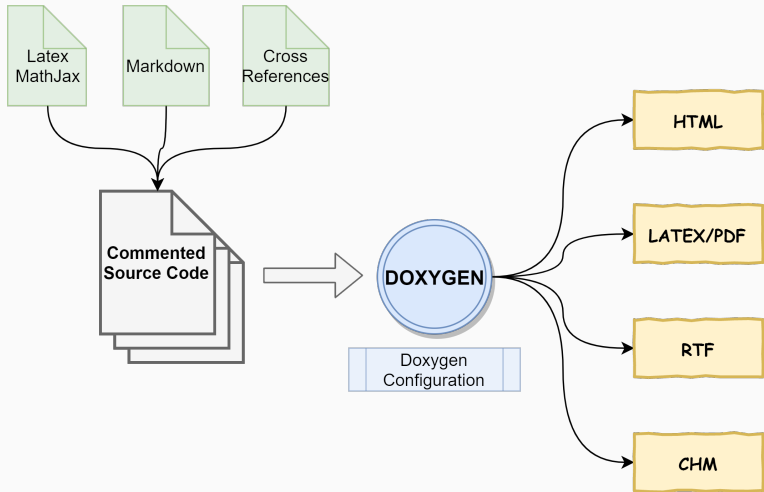 Latex
MathJax
Markdown
Cross
References
Commented
Source Code
DOXYGEN
Doxygen
Configuration
HTML
LATEX/PDF
RTF
CHM